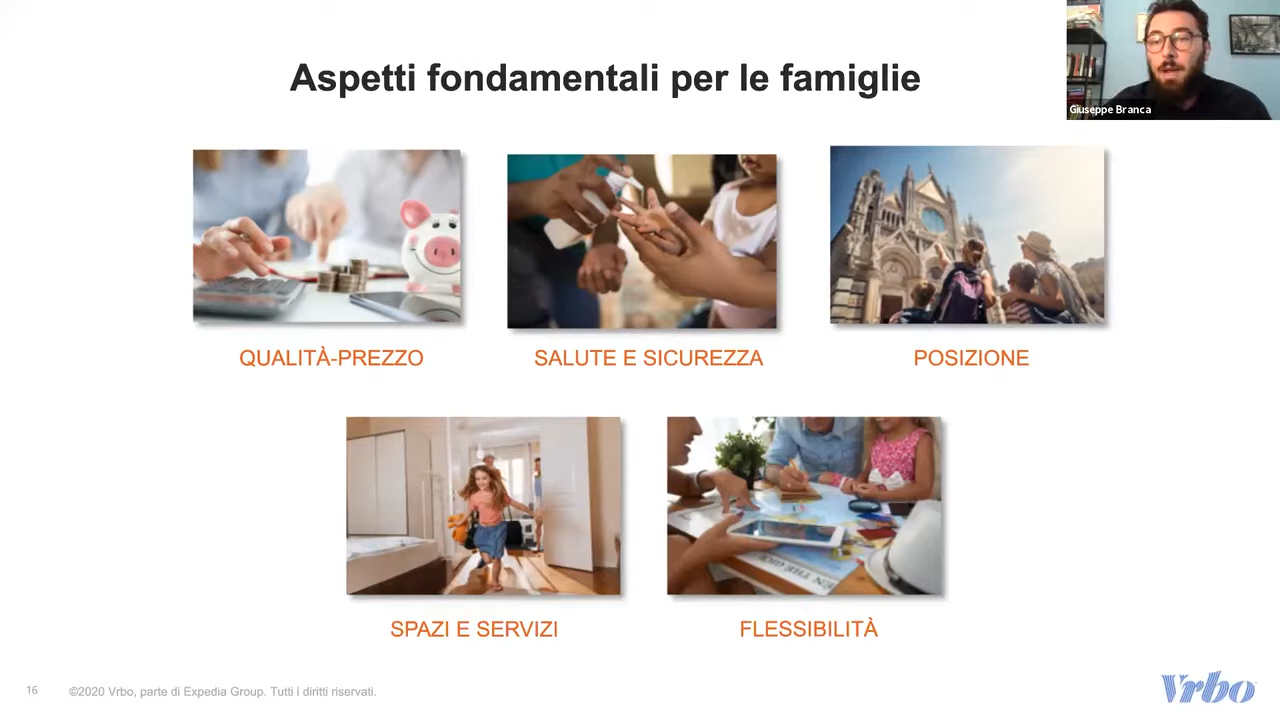 Aspetti fondamentali per le famiglie
Giuseppe Branca
QUALITÀ-PREZZO
SALUTE E SICUREZZA
POSIZIONE
SPAZI E SERVIZI
FLESSIBILITÀ
16
©2020 Vrbo, parte di Expedia Group. Tutti i diritti riservati.
Vrbo